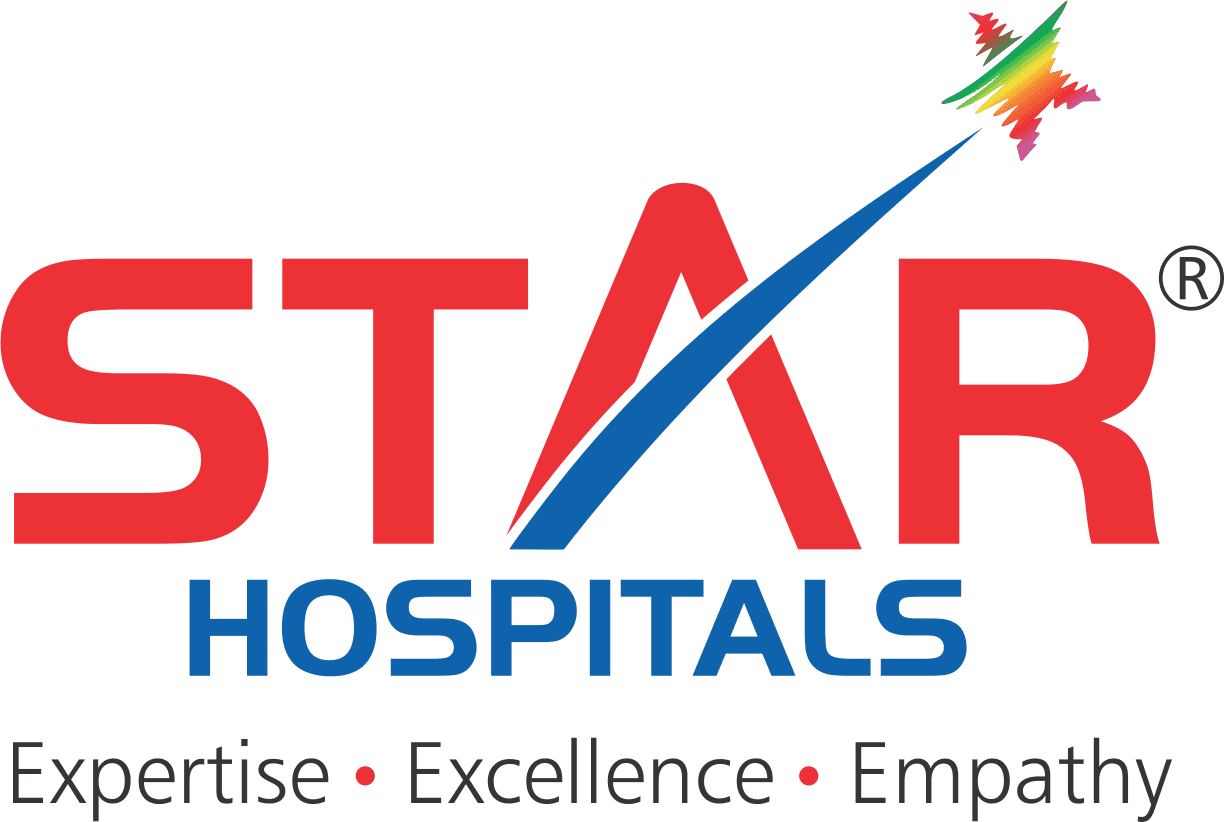 STAR®
HOSPITALS
Expertise • Excellence • Empathy